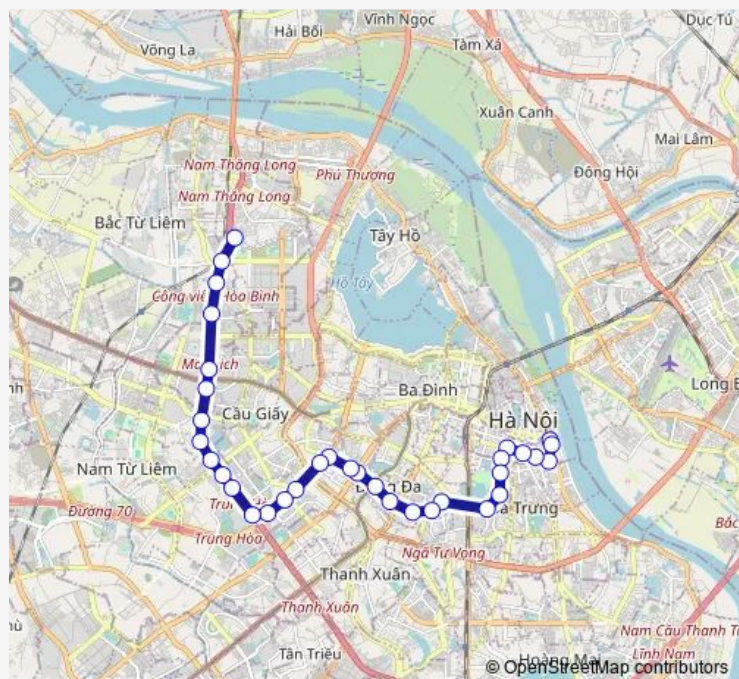 Vĩnh Ngọc
Dục Tú
Hải Bối
Võng La
Tàm Xá
Xuân Canh
Mai Lâm
Đông Hội
Nam Thăng Long
Phú Thượng
Nam Thăng Long
Bắc Từ Liêm
Tây Hồ
Hồ Tây
Hòa Bình
Ba Đình
Long B
Cầu Giấy
Hà Nội
Nam Từ Liêm
Đường 70
Trung Hòa
Ngã Tư Vọng
Thanh Xuân
Thanh Xuân
Nam Cầu Thanh T
Tân Triều
Lĩnh Nam
Hoàng Mai
© OpenStreetMap contributors